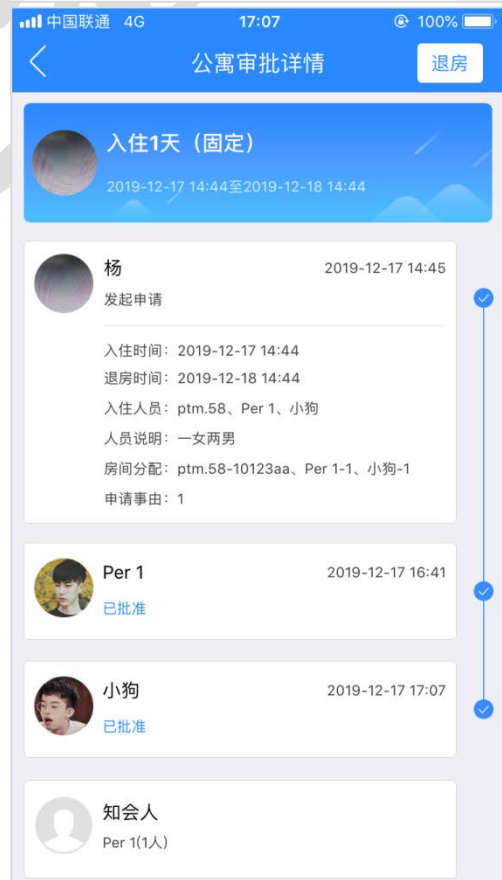 中国联通 4G 17:07 100%
公寓审批详情 退房
入住1天（固定）
2019-12-17 14:44至2019-12-18 14:44
杨 2019-12-17 14:45
发起申请
入住时间：2019-12-17 14:44
退房时间：2019-12-18 14:44
入住人员：ptm.58、Per 1、小狗
人员说明：一女两男
房间分配：ptm.58-10123aa、Per 1-1、小狗-1
申请事由：1
Per 1 2019-12-17 16:41
已批准
小狗 2019-12-17 17:07
已批准
知会人
Per 1(1人)